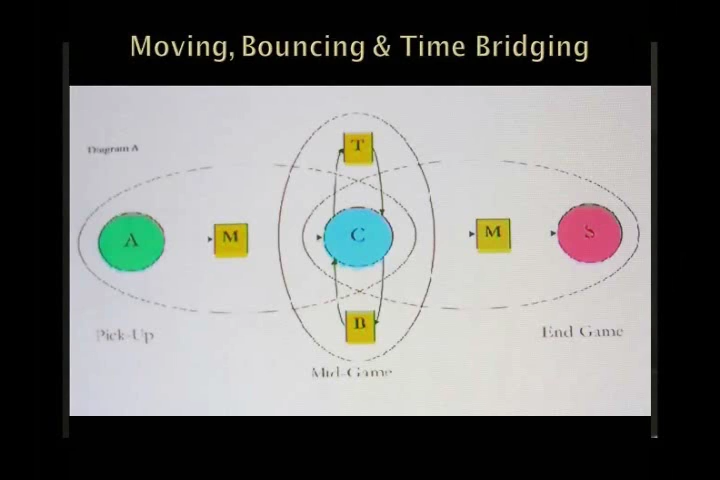 Moving, Bouncing & Time Bridging
Diagram A
T
A
M
C
M
S
B
Pick-Up
End Game
Mid-Game